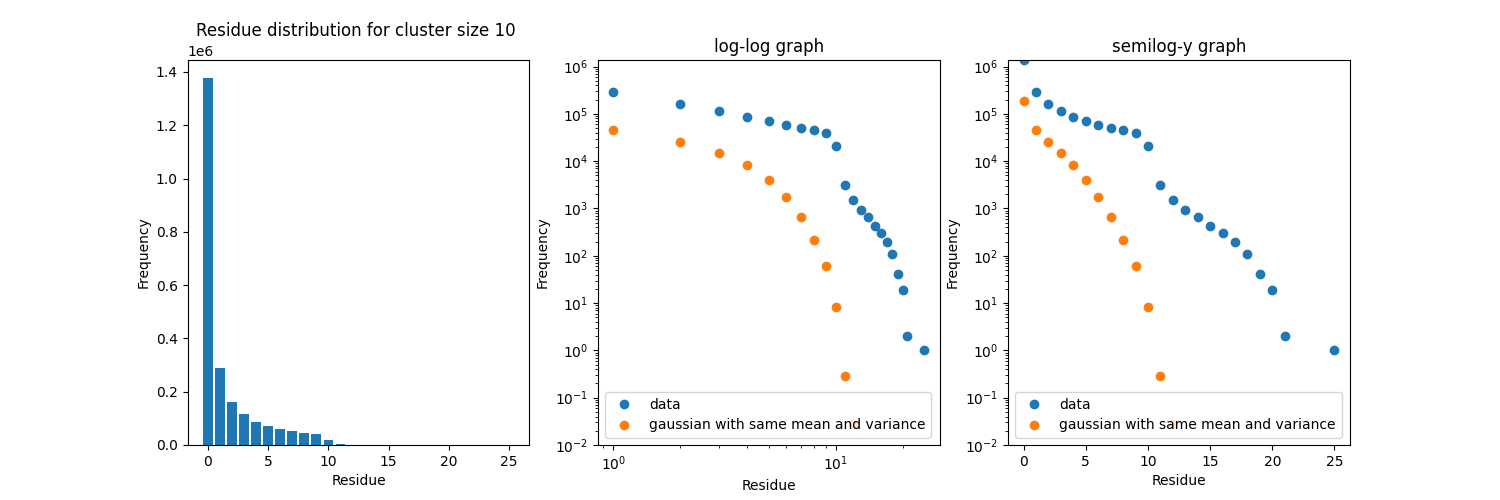 Residue distribution for cluster size 10
1e6
1.4
1.2
1.0
0.8
0.6
0.4
0.2
0.0
0 5 10 15 20 25
Residue
Frequency
log-log graph
10^6
10^5
10^4
10^3
10^2
10^1
10^0
10^-1
10^-2
10^0 10^1
Residue
Frequency
data
gaussian with same mean and variance
semilog-y graph
10^6
10^5
10^4
10^3
10^2
10^1
10^0
10^-1
10^-2
0 5 10 15 20 25
Residue
Frequency
data
gaussian with same mean and variance